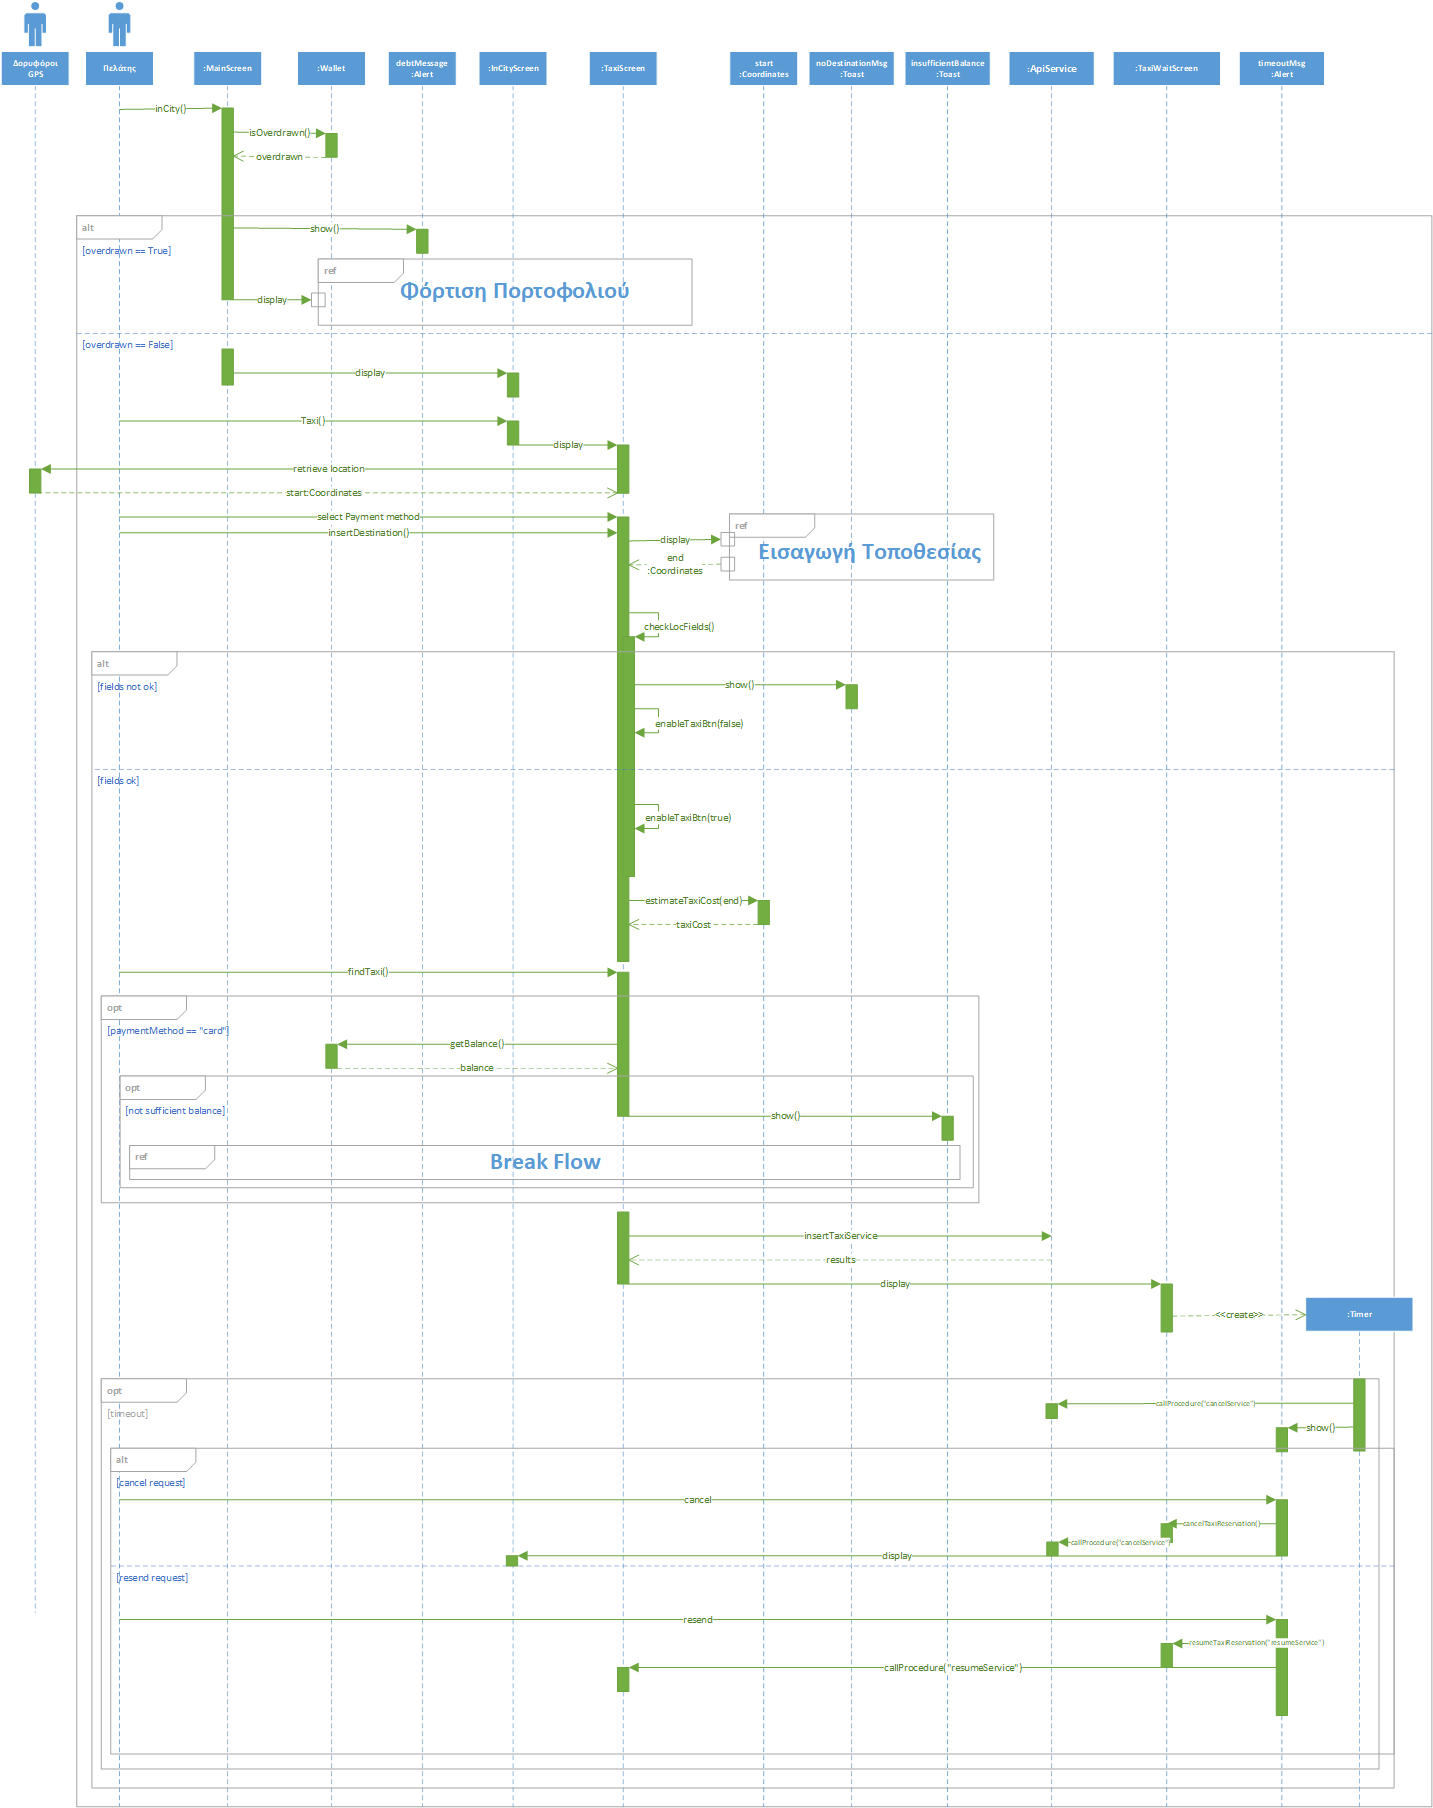 Δορυφόροι
GPS
Πελάτης
:MainScreen
:Wallet
debtMessage
:Alert
:InCityScreen
:TaxiScreen
start
:Coordinates
noDestinationMsg
:Toast
insufficientBalance
:Toast
:ApiService
:TaxiWaitScreen
timeoutMsg
:Alert
inCity()
isOverdrawn()
overdrawn
alt
show()
[overdrawn == True]
ref
Φόρτιση Πορτοφολιού
display
[overdrawn == False]
display
Taxi()
display
retrieve location
start:Coordinates
select Payment method
ref
insertDestination()
display
Εισαγωγή Τοποθεσίας
end
:Coordinates
checkLocFields()
alt
[fields not ok]
show()
enableTaxiBtn(false)
[fields ok]
enableTaxiBtn(true)
estimateTaxiCost(end)
taxiCost
findTaxi()
opt
[paymentMethod == "card"]
getBalance()
balance
opt
[not sufficient balance]
show()
ref
Break Flow
insertTaxiService
results
display
<<create>>
:Timer
opt
[timeout]
callProcedure("cancelService")
show()
alt
[cancel request]
cancel
cancelTaxiReservation()
callProcedure("cancelService")
display
[resend request]
resend
resumeTaxiReservation("resumeService")
callProcedure("resumeService")